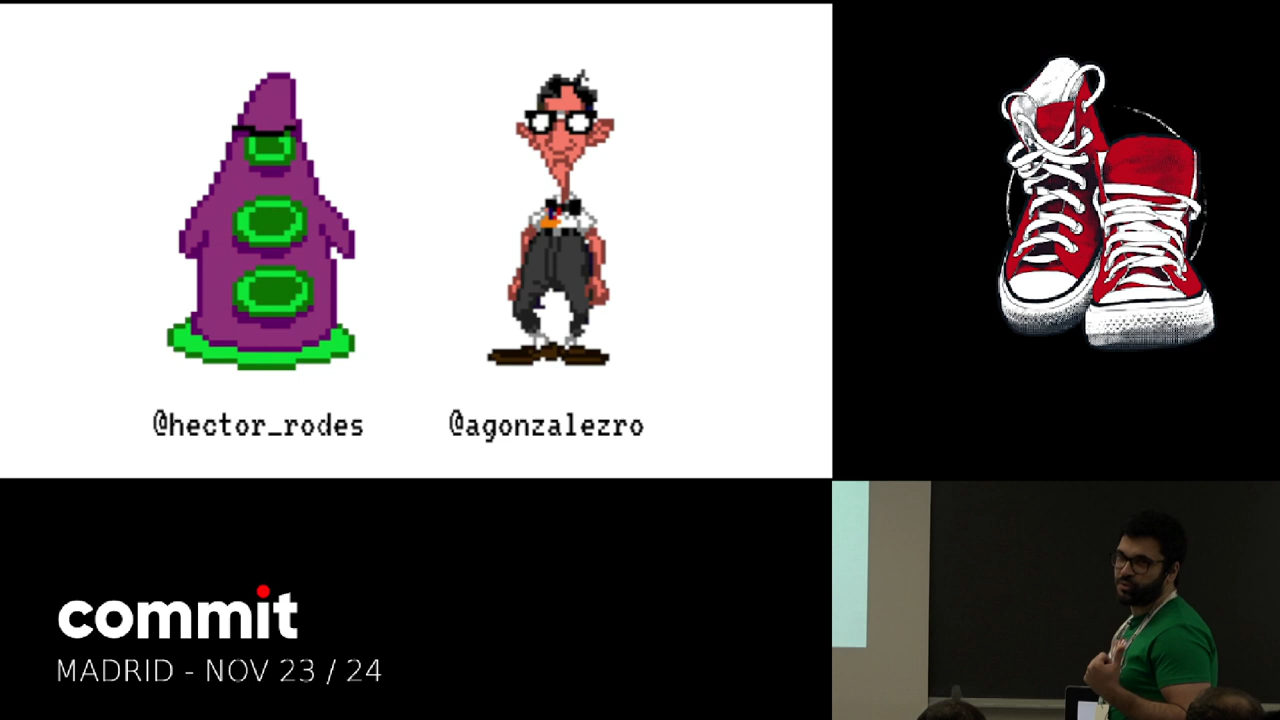 @hector_rodes
@agonzalezro
commit
MADRID - NOV 23 / 24